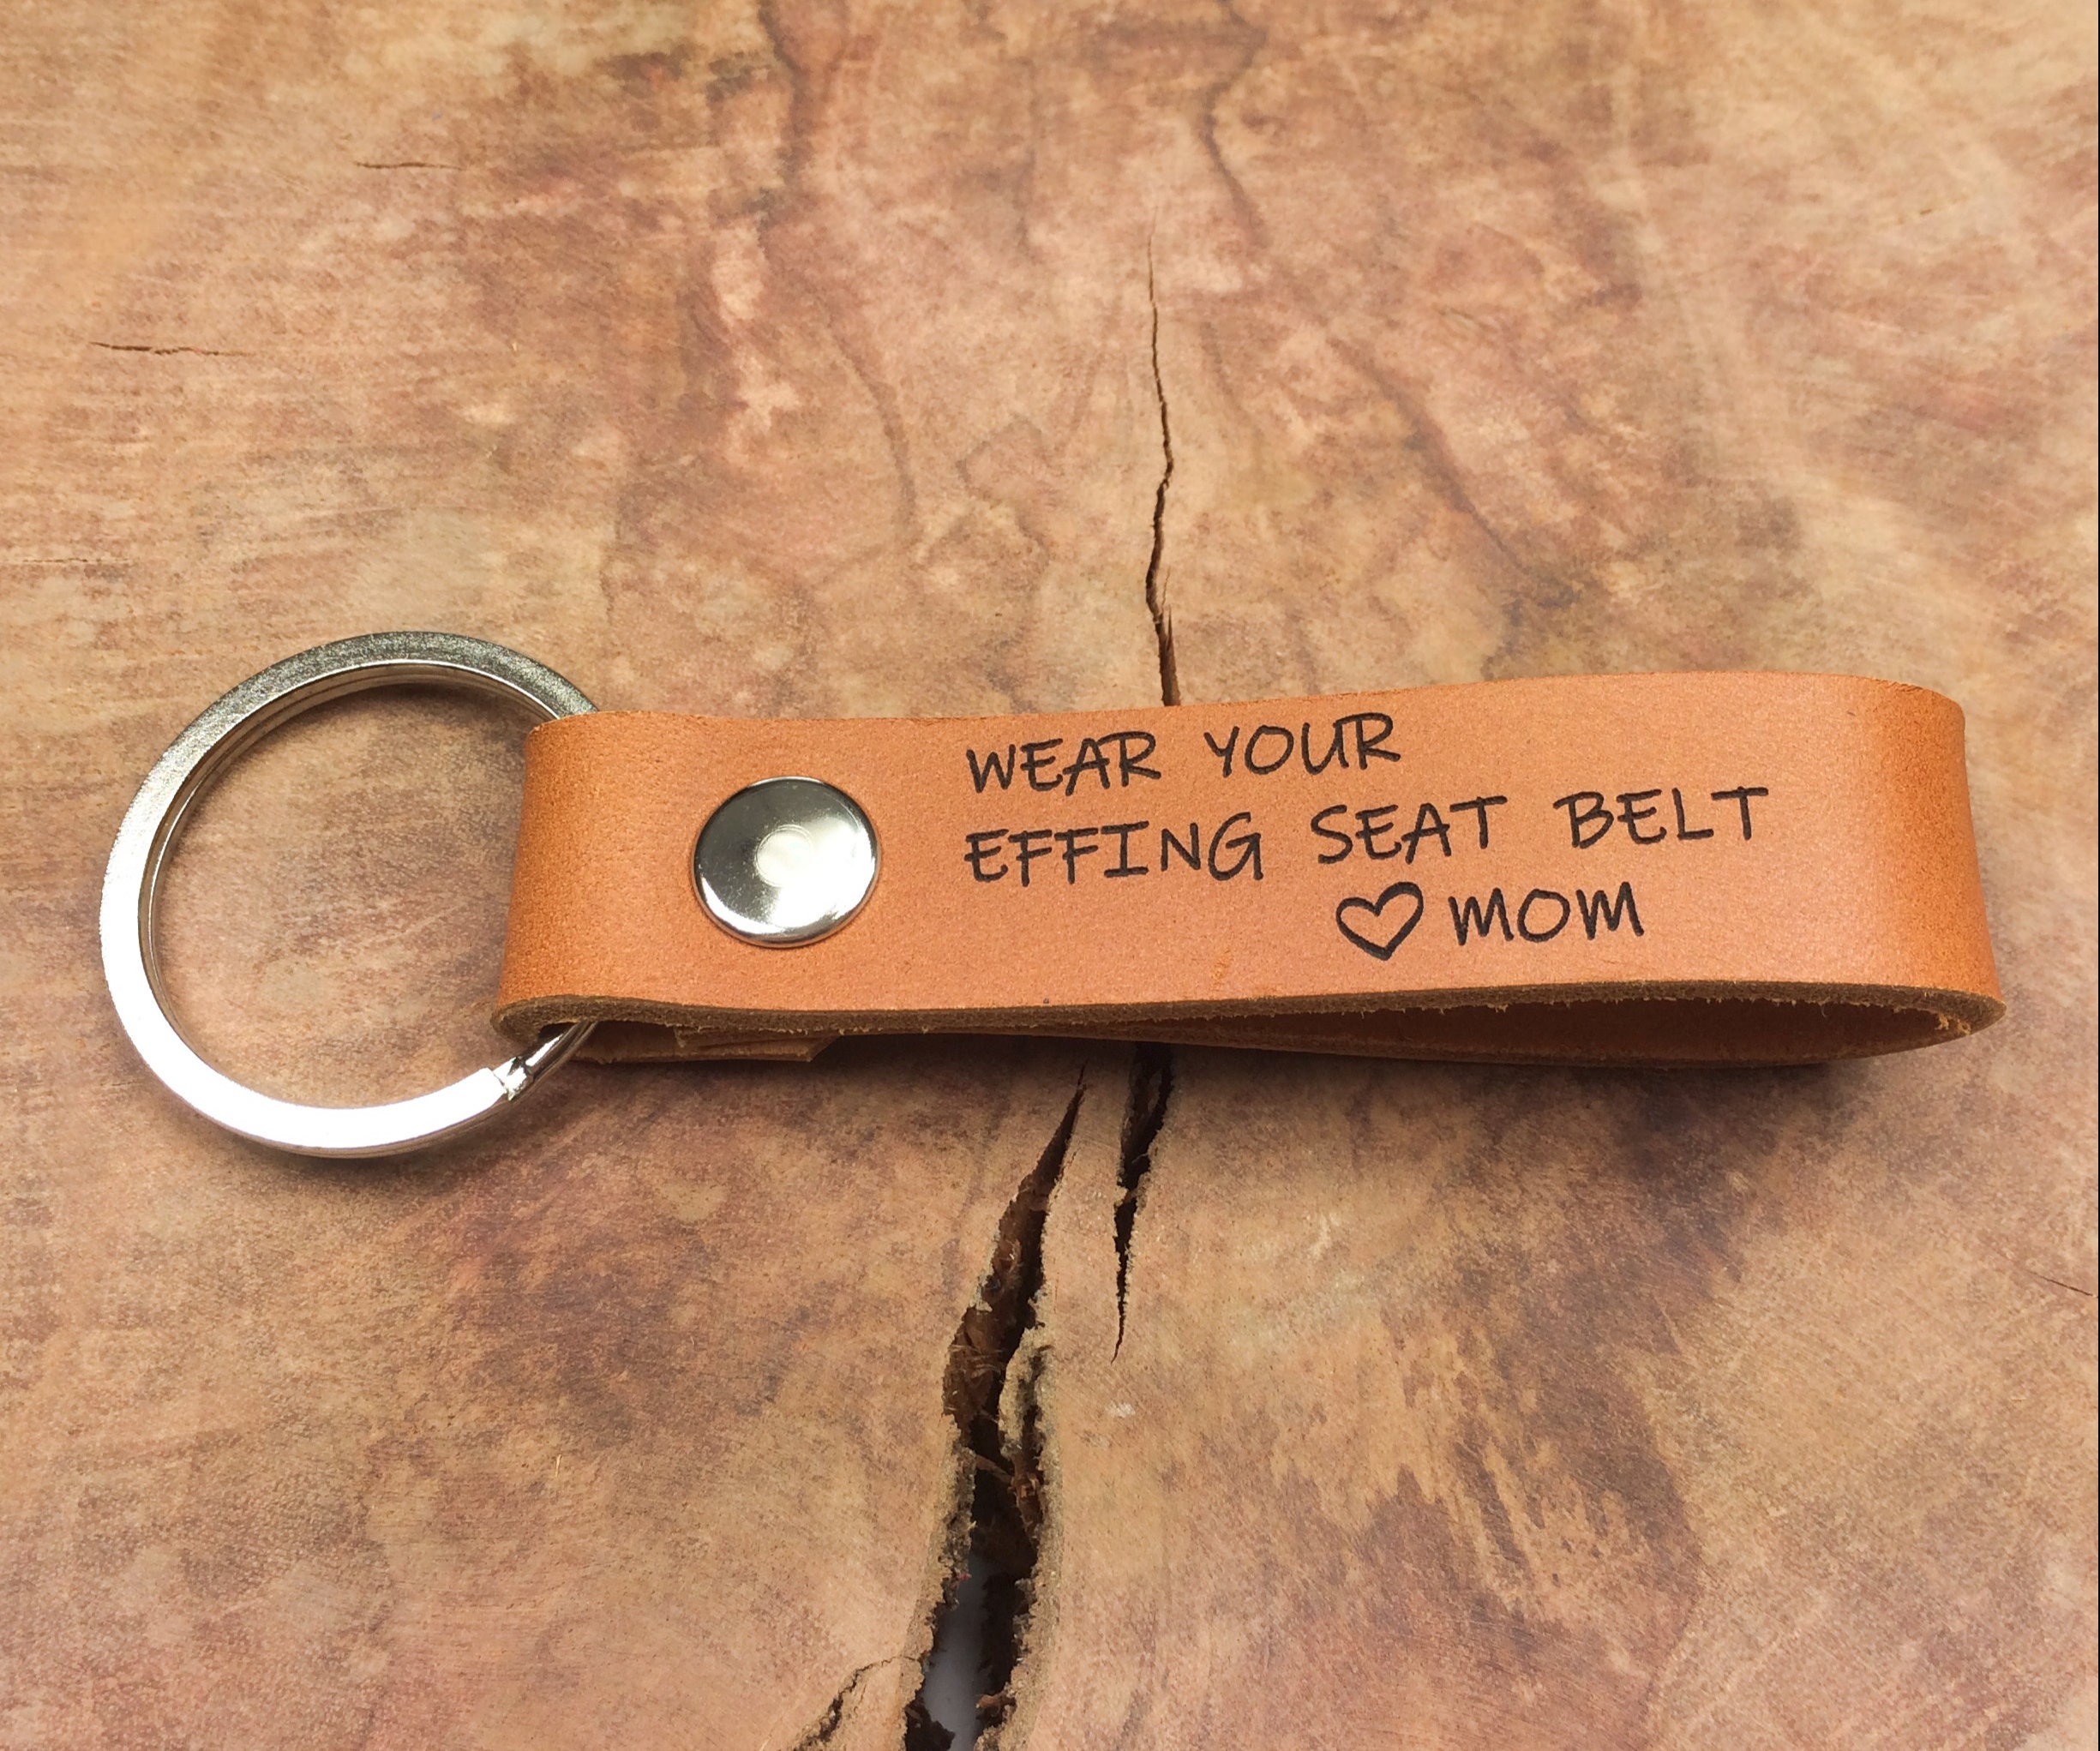 WEAR YOUR
EFFING SEAT BELT
♡ MOM